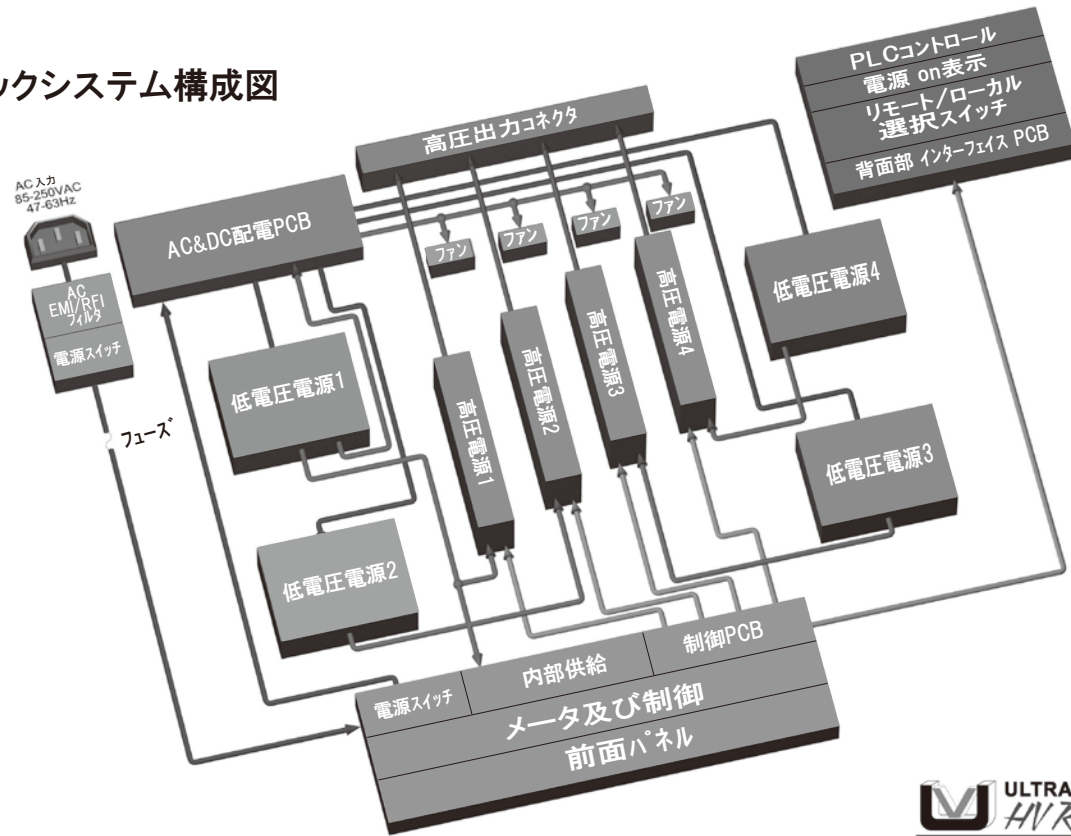 ックシステム構成図
PLCコントロール
電源 on表示
リモート/ローカル
選択スイッチ
背面部 インターフェイス PCB
高圧出力コネクタ
AC入力
85-250VAC
47-63Hz
AC&DC配電PCB
ファン
ファン
ファン
ファン
AC
EMI/RFI
フィルタ
電源スイッチ
フューズ
低電圧電源1
低電圧電源2
高圧電源1
高圧電源2
高圧電源3
高圧電源4
低電圧電源4
低電圧電源3
電源スイッチ
内部供給
制御PCB
メータ及び制御
前面パネル
ULTRA
HV R